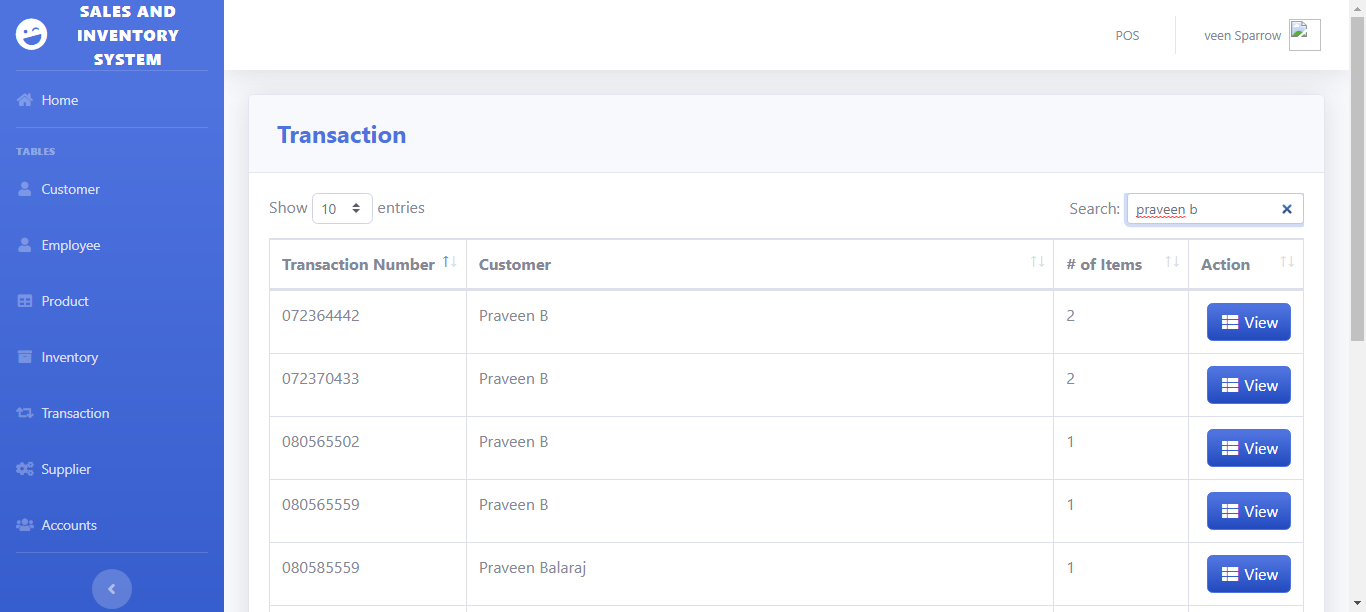 SALES AND
INVENTORY
SYSTEM
POS
veen Sparrow
Home
TABLES
Customer
Employee
Product
Inventory
Transaction
Supplier
Accounts
Transaction
Show 10 entries
Search: praveen b
Transaction Number Customer # of Items Action
072364442 Praveen B 2 View
072370433 Praveen B 2 View
080565502 Praveen B 1 View
080565559 Praveen B 1 View
080585559 Praveen Balaraj 1 View